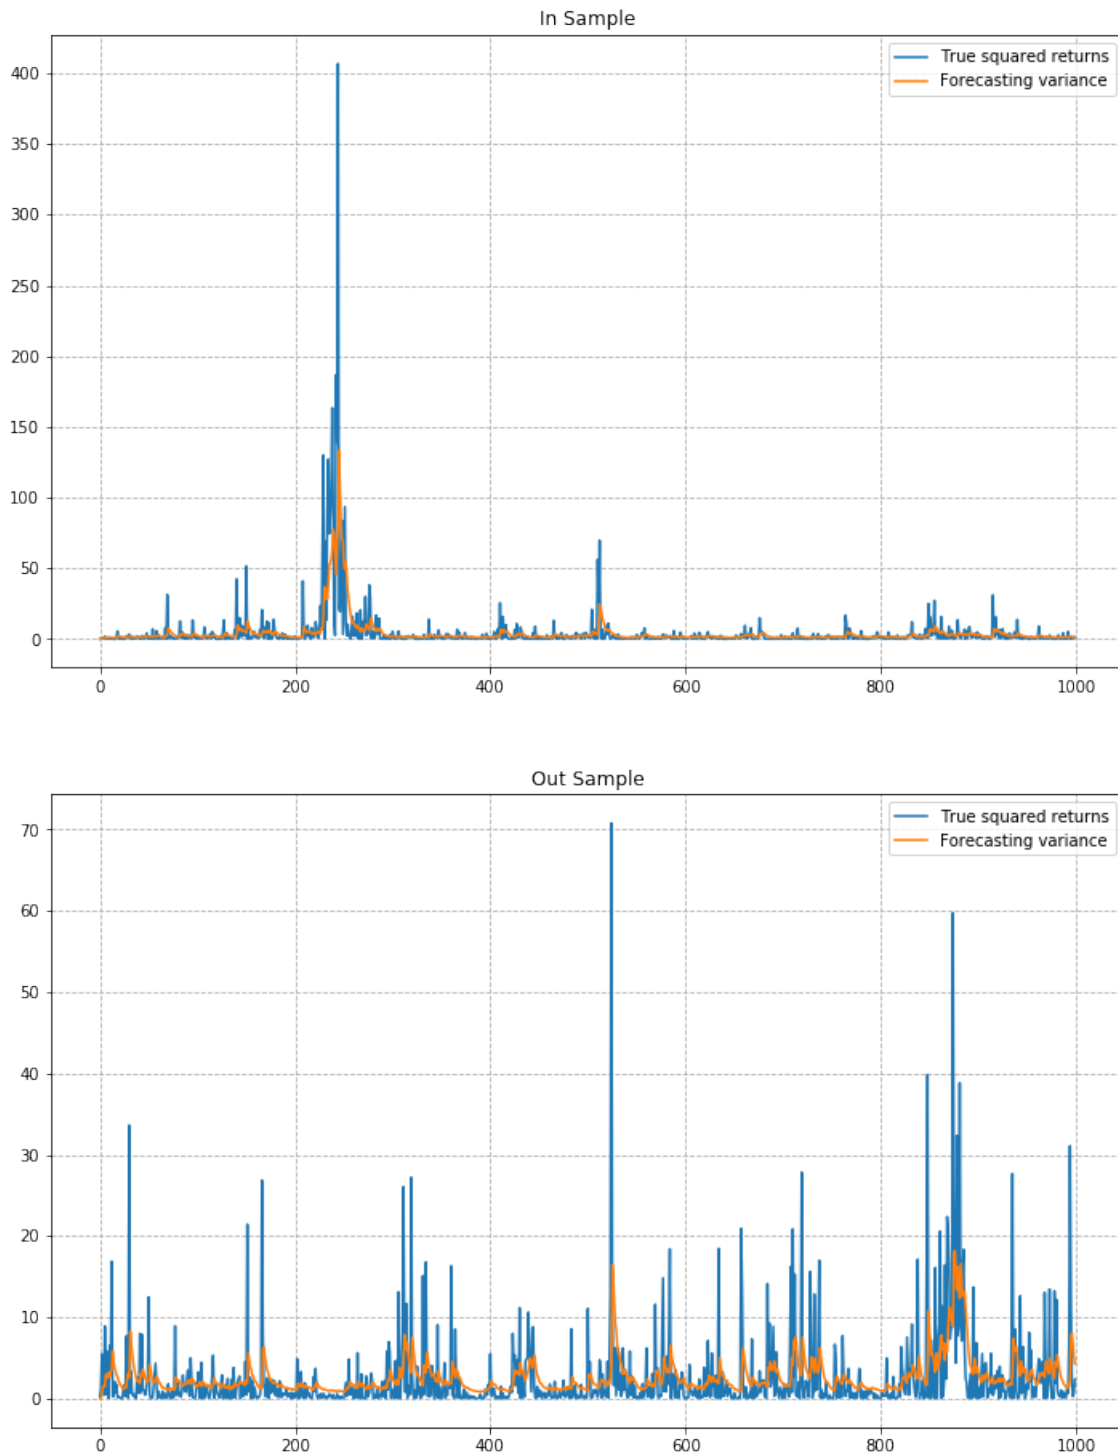 In Sample
True squared returns
Forecasting variance
400
350
300
250
200
150
100
50
0
0 200 400 600 800 1000
Out Sample
True squared returns
Forecasting variance
70
60
50
40
30
20
10
0
0 200 400 600 800 1000